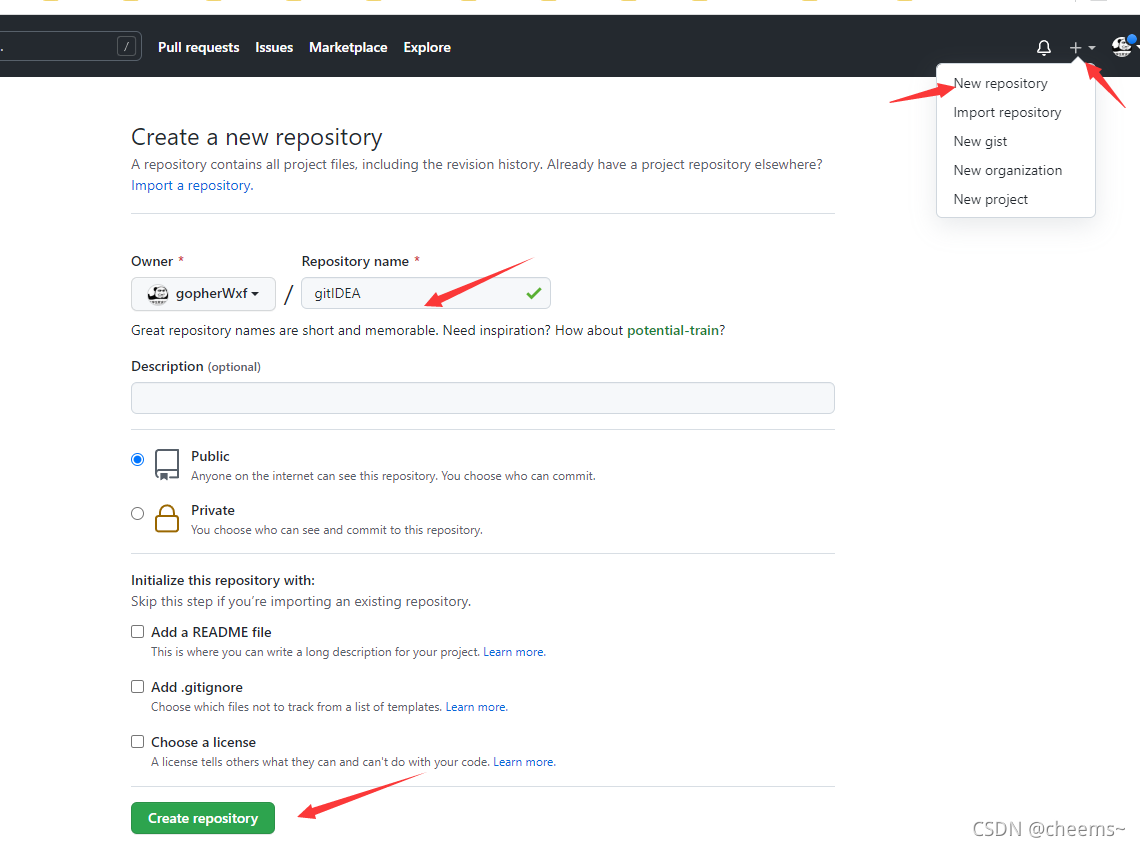 . / Pull requests Issues Marketplace Explore
New repository
Import repository
New gist
New organization
New project
Create a new repository
A repository contains all project files, including the revision history. Already have a project repository elsewhere?
Import a repository.
Owner * Repository name *
gopherWxf / gitIDEA
Great repository names are short and memorable. Need inspiration? How about potential-train?
Description (optional)
Public
Anyone on the internet can see this repository. You choose who can commit.
Private
You choose who can see and commit to this repository.
Initialize this repository with:
Skip this step if you’re importing an existing repository.
Add a README file
This is where you can write a long description for your project. Learn more.
Add .gitignore
Choose which files not to track from a list of templates. Learn more.
Choose a license
A license tells others what they can and can't do with your code. Learn more.
Create repository
CSDN @cheems~